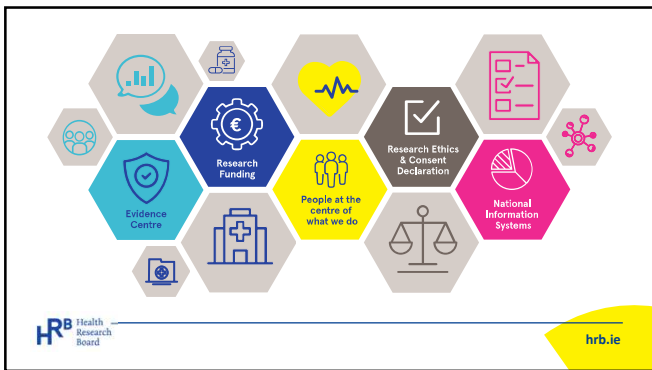 €
Research
Funding
Research Ethics
& Consent
Declaration
Evidence
Centre
People at the
centre of
what we do
National
Information
Systems
HRB Health
Research
Board
hrb.ie